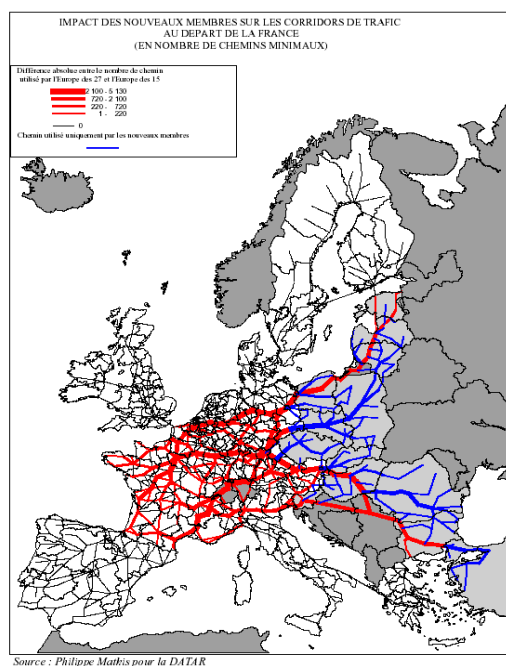 IMPACT DES NOUVEAUX MEMBRES SUR LES CORRIDORS DE TRAFIC
AU DEPART DE LA FRANCE
(EN NOMBRE DE CHEMINS MINIMAUX)
Différence absolue entre le nombre de chemin
utilisé par l'Europe des 27 et l'Europe des 15
2 100 - 5 130
720 - 2 100
220 - 720
1 - 220
0
Chemin utilisé uniquement par les nouveaux membres
Source : Philippe Mathis pour la DATAR